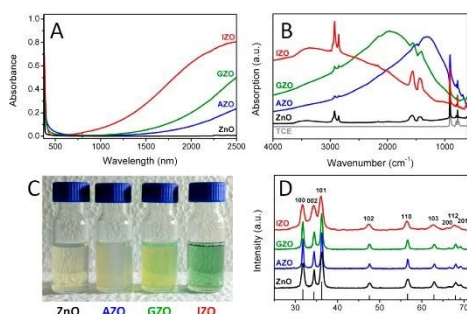 A
Absorbance
1.0
0.8
0.6
0.4
0.2
0.0
IZO
GZO
AZO
ZnO
500 1000 1500 2000 2500
Wavelength (nm)
B
Absorption (a.u.)
IZO
GZO
AZO
ZnO
TCE
4000 3000 2000 1000
Wavenumber (cm⁻¹)
C
ZnO AZO GZO IZO
D
Intensity (a.u.)
100 002 101
102
110
103
200
112
201
IZO
GZO
AZO
ZnO
30 40 50 60 70